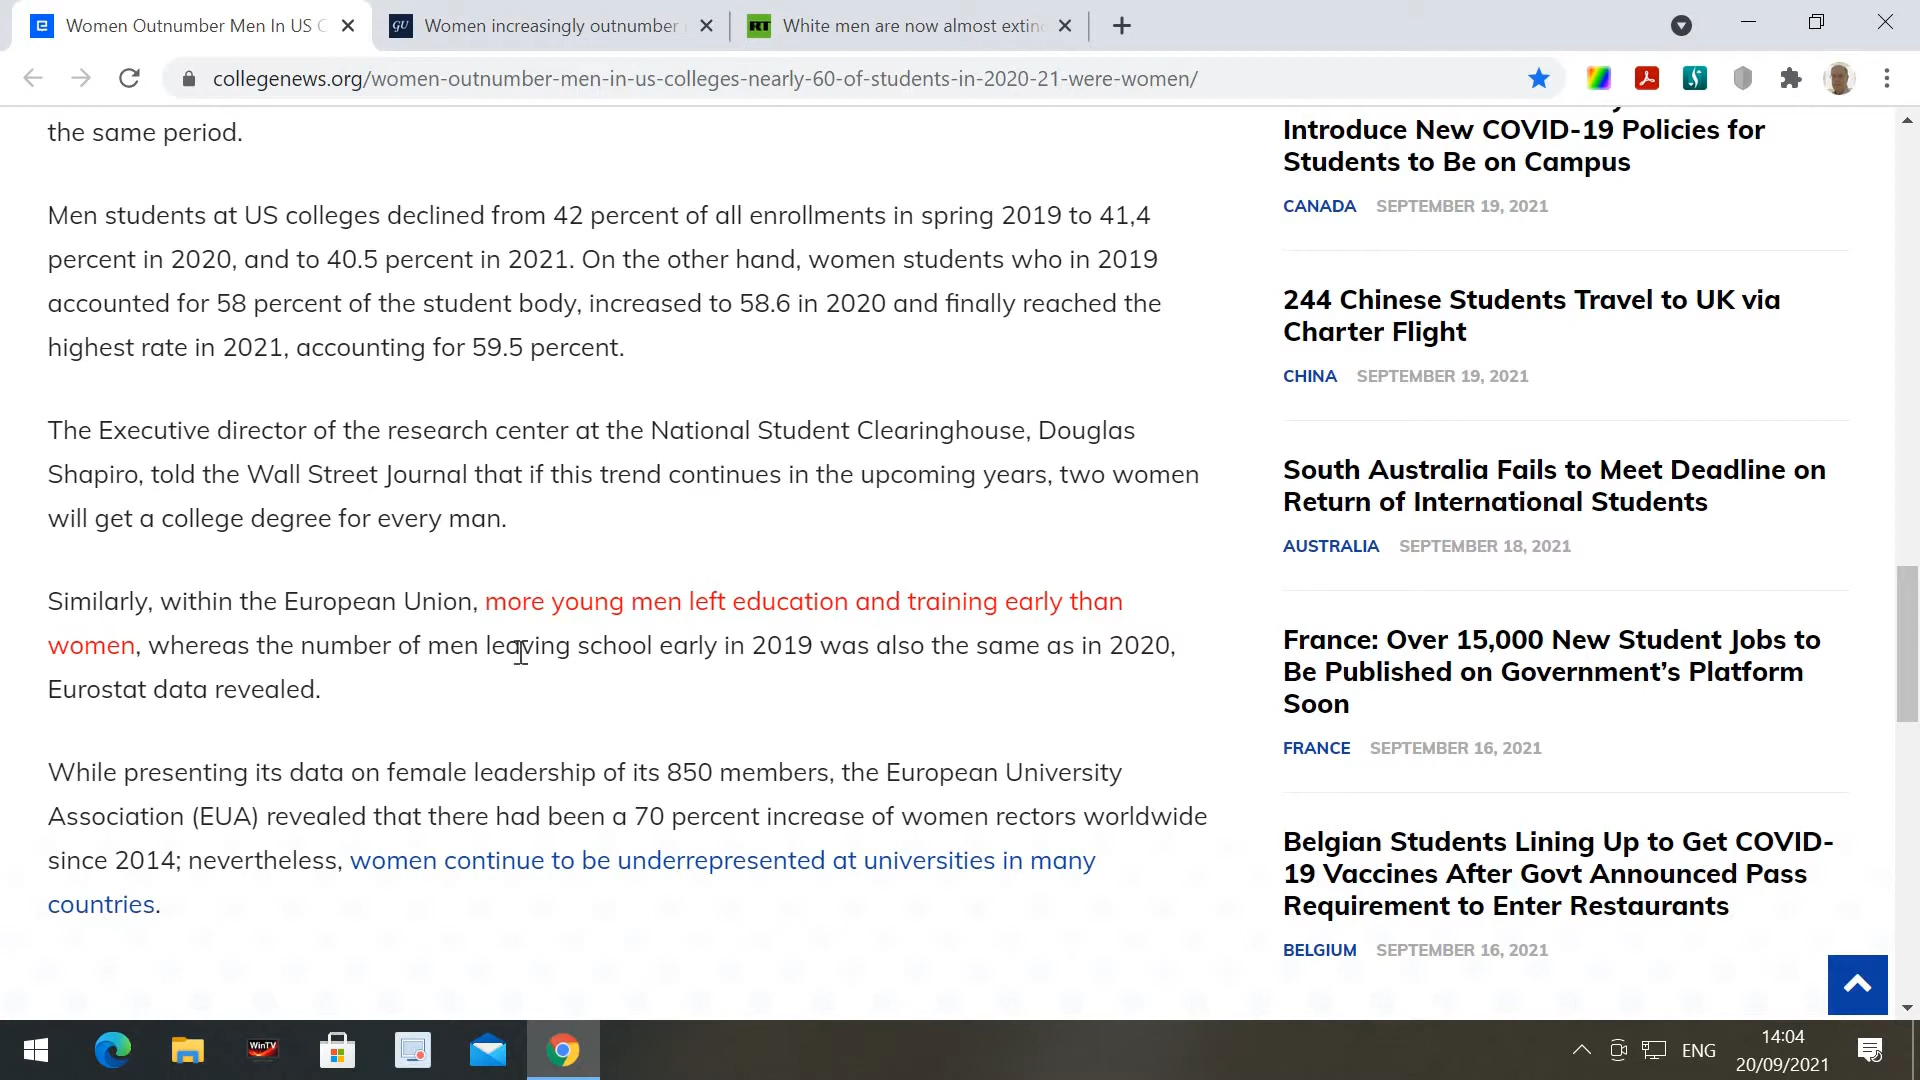 Women Outnumber Men In US C
Women increasingly outnumber
White men are now almost extinc
collegenews.org/women-outnumber-men-in-us-colleges-nearly-60-of-students-in-2020-21-were-women/
the same period.
Men students at US colleges declined from 42 percent of all enrollments in spring 2019 to 41,4
percent in 2020, and to 40.5 percent in 2021. On the other hand, women students who in 2019
accounted for 58 percent of the student body, increased to 58.6 in 2020 and finally reached the
highest rate in 2021, accounting for 59.5 percent.
The Executive director of the research center at the National Student Clearinghouse, Douglas
Shapiro, told the Wall Street Journal that if this trend continues in the upcoming years, two women
will get a college degree for every man.
Similarly, within the European Union, more young men left education and training early than
women, whereas the number of men leaving school early in 2019 was also the same as in 2020,
Eurostat data revealed.
While presenting its data on female leadership of its 850 members, the European University
Association (EUA) revealed that there had been a 70 percent increase of women rectors worldwide
since 2014; nevertheless, women continue to be underrepresented at universities in many
countries.
Introduce New COVID-19 Policies for
Students to Be on Campus
CANADA SEPTEMBER 19, 2021
244 Chinese Students Travel to UK via
Charter Flight
CHINA SEPTEMBER 19, 2021
South Australia Fails to Meet Deadline on
Return of International Students
AUSTRALIA SEPTEMBER 18, 2021
France: Over 15,000 New Student Jobs to
Be Published on Government's Platform
Soon
FRANCE SEPTEMBER 16, 2021
Belgian Students Lining Up to Get COVID-
19 Vaccines After Govt Announced Pass
Requirement to Enter Restaurants
BELGIUM SEPTEMBER 16, 2021
WinTV
ENG
14:04
20/09/2021